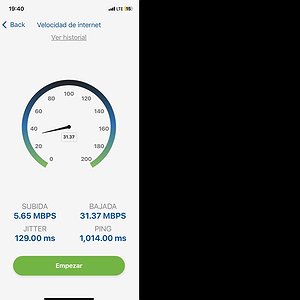 19:40
LTE 15
Back
Velocidad de internet
Ver historial
80 100 120
60 140
40 160
31.37
20 180
0 200
SUBIDA BAJADA
5.65 MBPS 31.37 MBPS
JITTER PING
129.00 ms 1,014.00 ms
Empezar